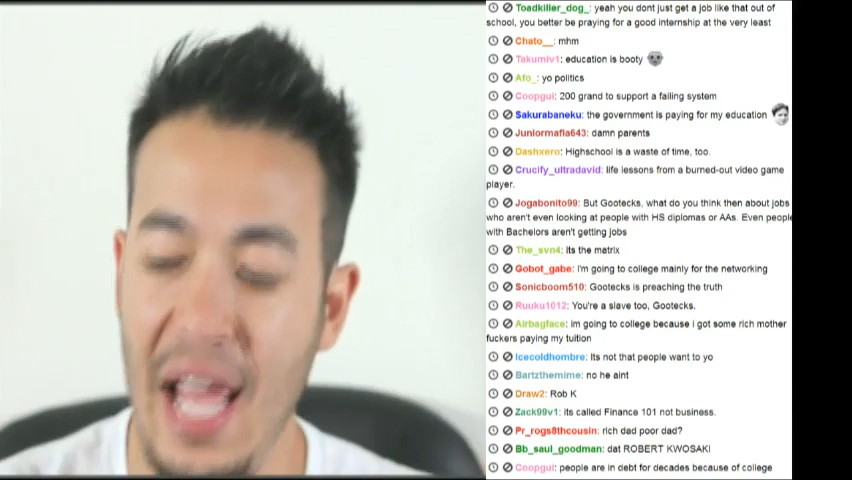 Toadkiller_dog_: yeah you dont just get a job like that out of
school, you better be praying for a good internship at the very least
Chato__: mhm
Takumiv1: education is booty
Afo_: yo politics
Coopgui: 200 grand to support a failing system
Sakurabaneku: the government is paying for my education
Juniormafia643: damn parents
Dashxero: Highschool is a waste of time, too.
Crucify_ultradavid: life lessons from a burned-out video game
player.
Jogabonito99: But Gootecks, what do you think then about jobs
who aren't even looking at people with HS diplomas or AAs. Even people
with Bachelors aren't getting jobs
The_svn4: its the matrix
Gobot_gabe: I'm going to college mainly for the networking
Sonicboom510: Gootecks is preaching the truth
Ruuku1012: You're a slave too, Gootecks.
Airbagface: im going to college because i got some rich mother
fuckers paying my tuition
Icecoldhombre: Its not that people want to yo
Bartzthemime: no he aint
Draw2: Rob K
Zack99v1: its called Finance 101 not business.
Pr_rogs8thcousin: rich dad poor dad?
Bb_saul_goodman: dat ROBERT KWOSAKI
Coopgui: people are in debt for decades because of college